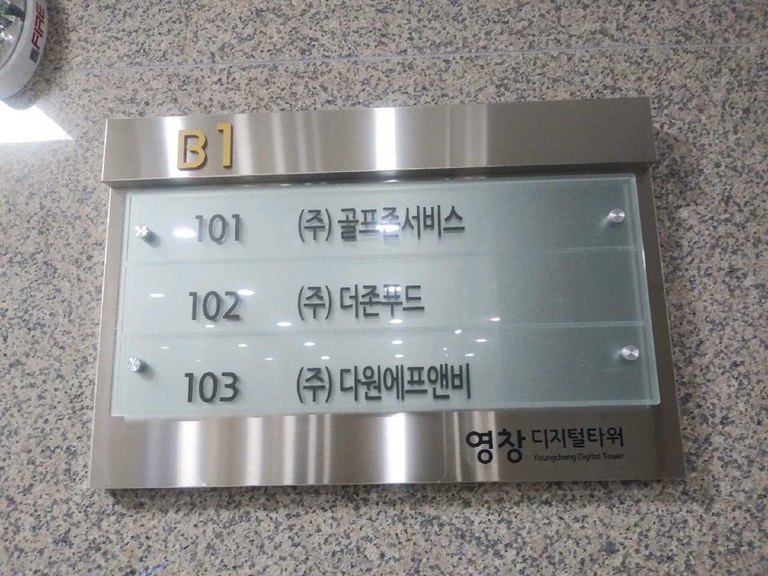 FIRE
B1
101 (주) 골프존서비스
102 (주) 더존푸드
103 (주) 다원에프앤비
영창 디지털타워
Youngchang Digital Tower